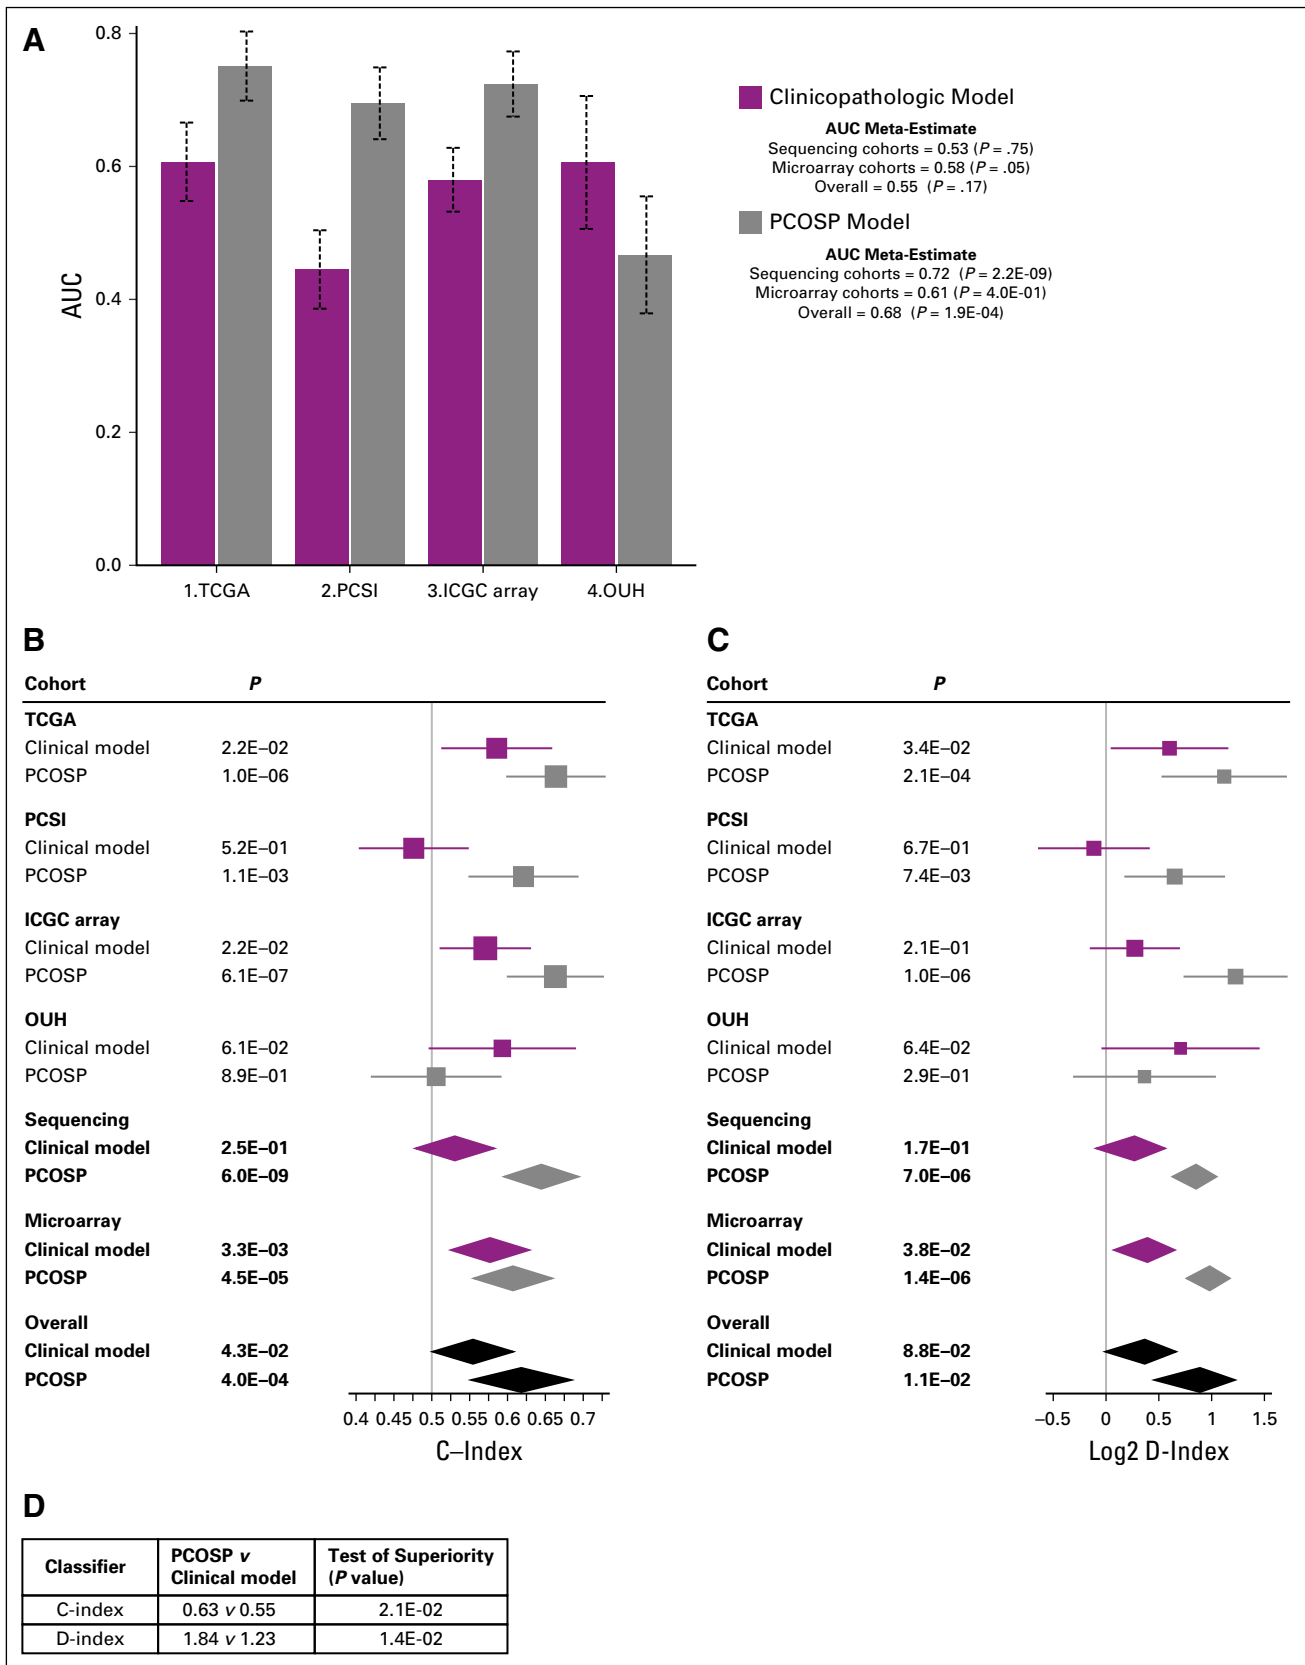 A
0.8
0.6
0.4
0.2
0.0
AUC
1.TCGA 2.PCSI 3.ICGC array 4.OUH
Clinicopathologic Model
AUC Meta-Estimate
Sequencing cohorts = 0.53 (P = .75)
Microarray cohorts = 0.58 (P = .05)
Overall = 0.55 (P = .17)
PCOSP Model
AUC Meta-Estimate
Sequencing cohorts = 0.72 (P = 2.2E-09)
Microarray cohorts = 0.61 (P = 4.0E-01)
Overall = 0.68 (P = 1.9E-04)
B
Cohort P
TCGA
Clinical model 2.2E–02
PCOSP 1.0E–06
PCSI
Clinical model 5.2E–01
PCOSP 1.1E–03
ICGC array
Clinical model 2.2E–02
PCOSP 6.1E–07
OUH
Clinical model 6.1E–02
PCOSP 8.9E–01
Sequencing
Clinical model 2.5E–01
PCOSP 6.0E–09
Microarray
Clinical model 3.3E–03
PCOSP 4.5E–05
Overall
Clinical model 4.3E–02
PCOSP 4.0E–04
0.4 0.45 0.5 0.55 0.6 0.65 0.7
C–Index
C
Cohort P
TCGA
Clinical model 3.4E–02
PCOSP 2.1E–04
PCSI
Clinical model 6.7E–01
PCOSP 7.4E–03
ICGC array
Clinical model 2.1E–01
PCOSP 1.0E–06
OUH
Clinical model 6.4E–02
PCOSP 2.9E–01
Sequencing
Clinical model 1.7E–01
PCOSP 7.0E–06
Microarray
Clinical model 3.8E–02
PCOSP 1.4E–06
Overall
Clinical model 8.8E–02
PCOSP 1.1E–02
–0.5 0 0.5 1 1.5
Log2 D-Index
D
Classifier PCOSP v Clinical model Test of Superiority (P value)
C-index 0.63 v 0.55 2.1E-02
D-index 1.84 v 1.23 1.4E-02